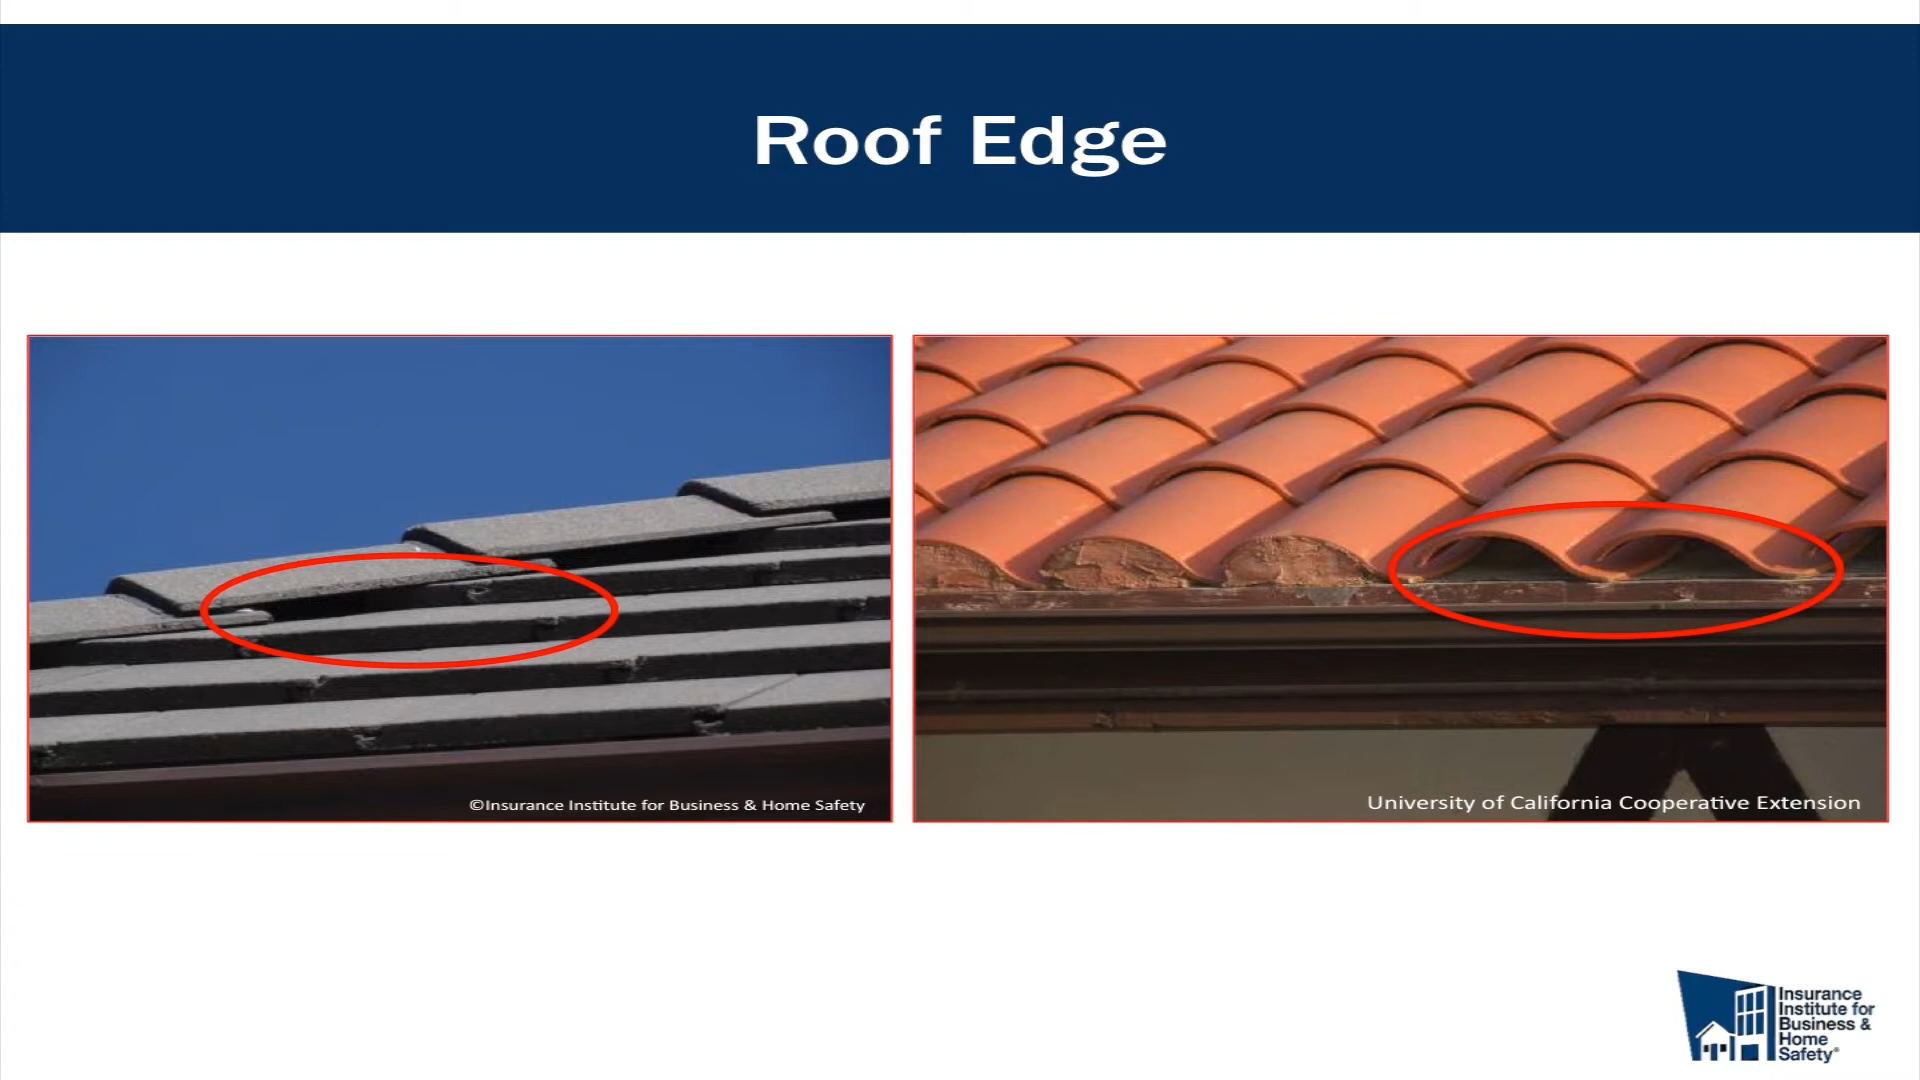 Roof Edge
©Insurance Institute for Business & Home Safety
University of California Cooperative Extension
Insurance
Institute for
Business &
Home
Safety®